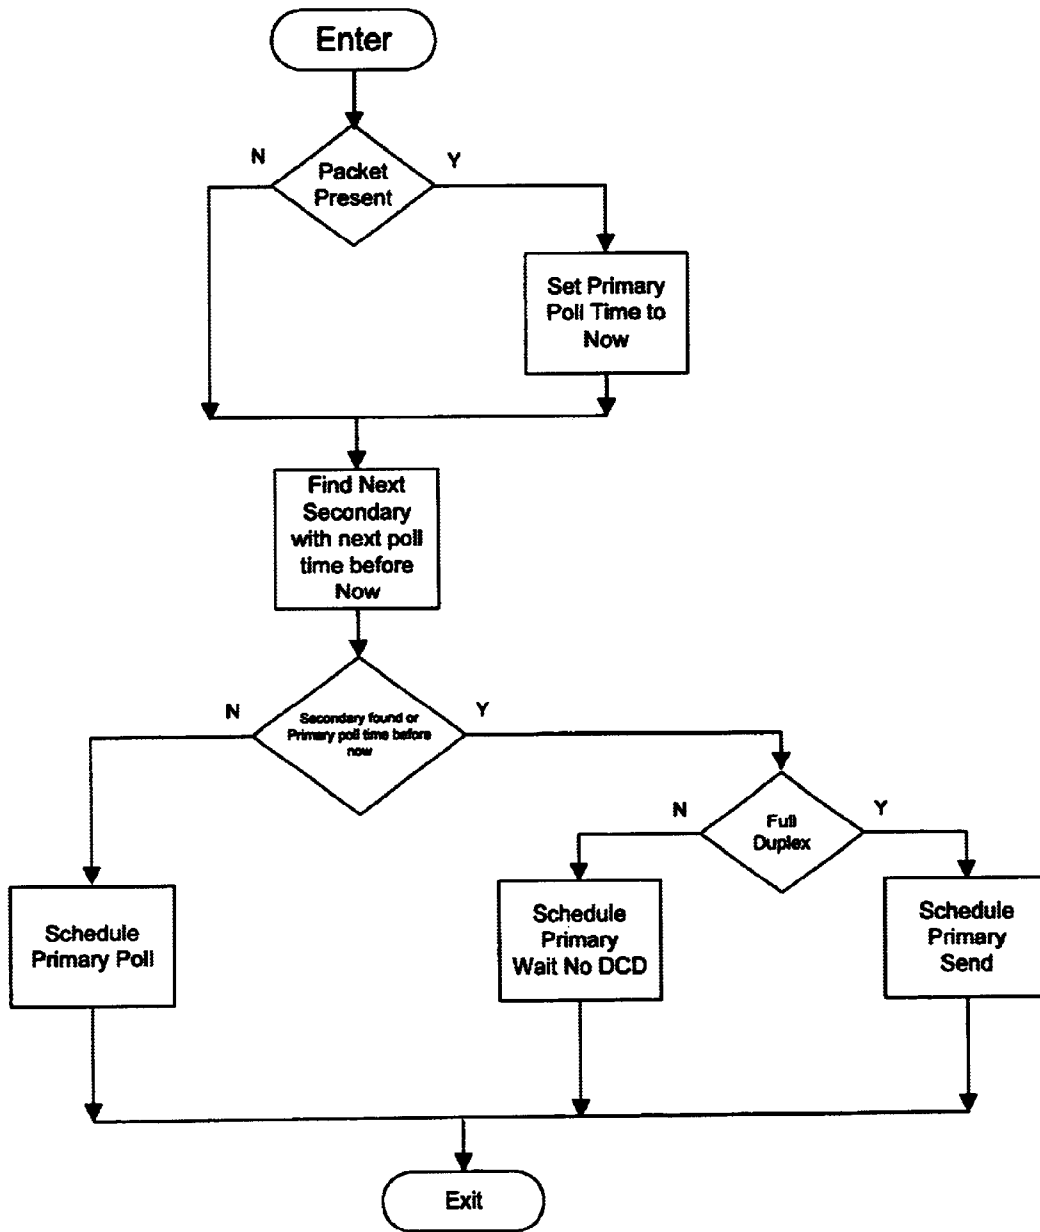 Enter
N
Y
Packet
Present
Set Primary
Poll Time to
Now
Find Next
Secondary
with next poll
time before
Now
N
Y
Secondary found or
Primary poll time before
now
N
Y
Full
Duplex
Schedule
Primary Poll
Schedule
Primary
Wait No DCD
Schedule
Primary
Send
Exit